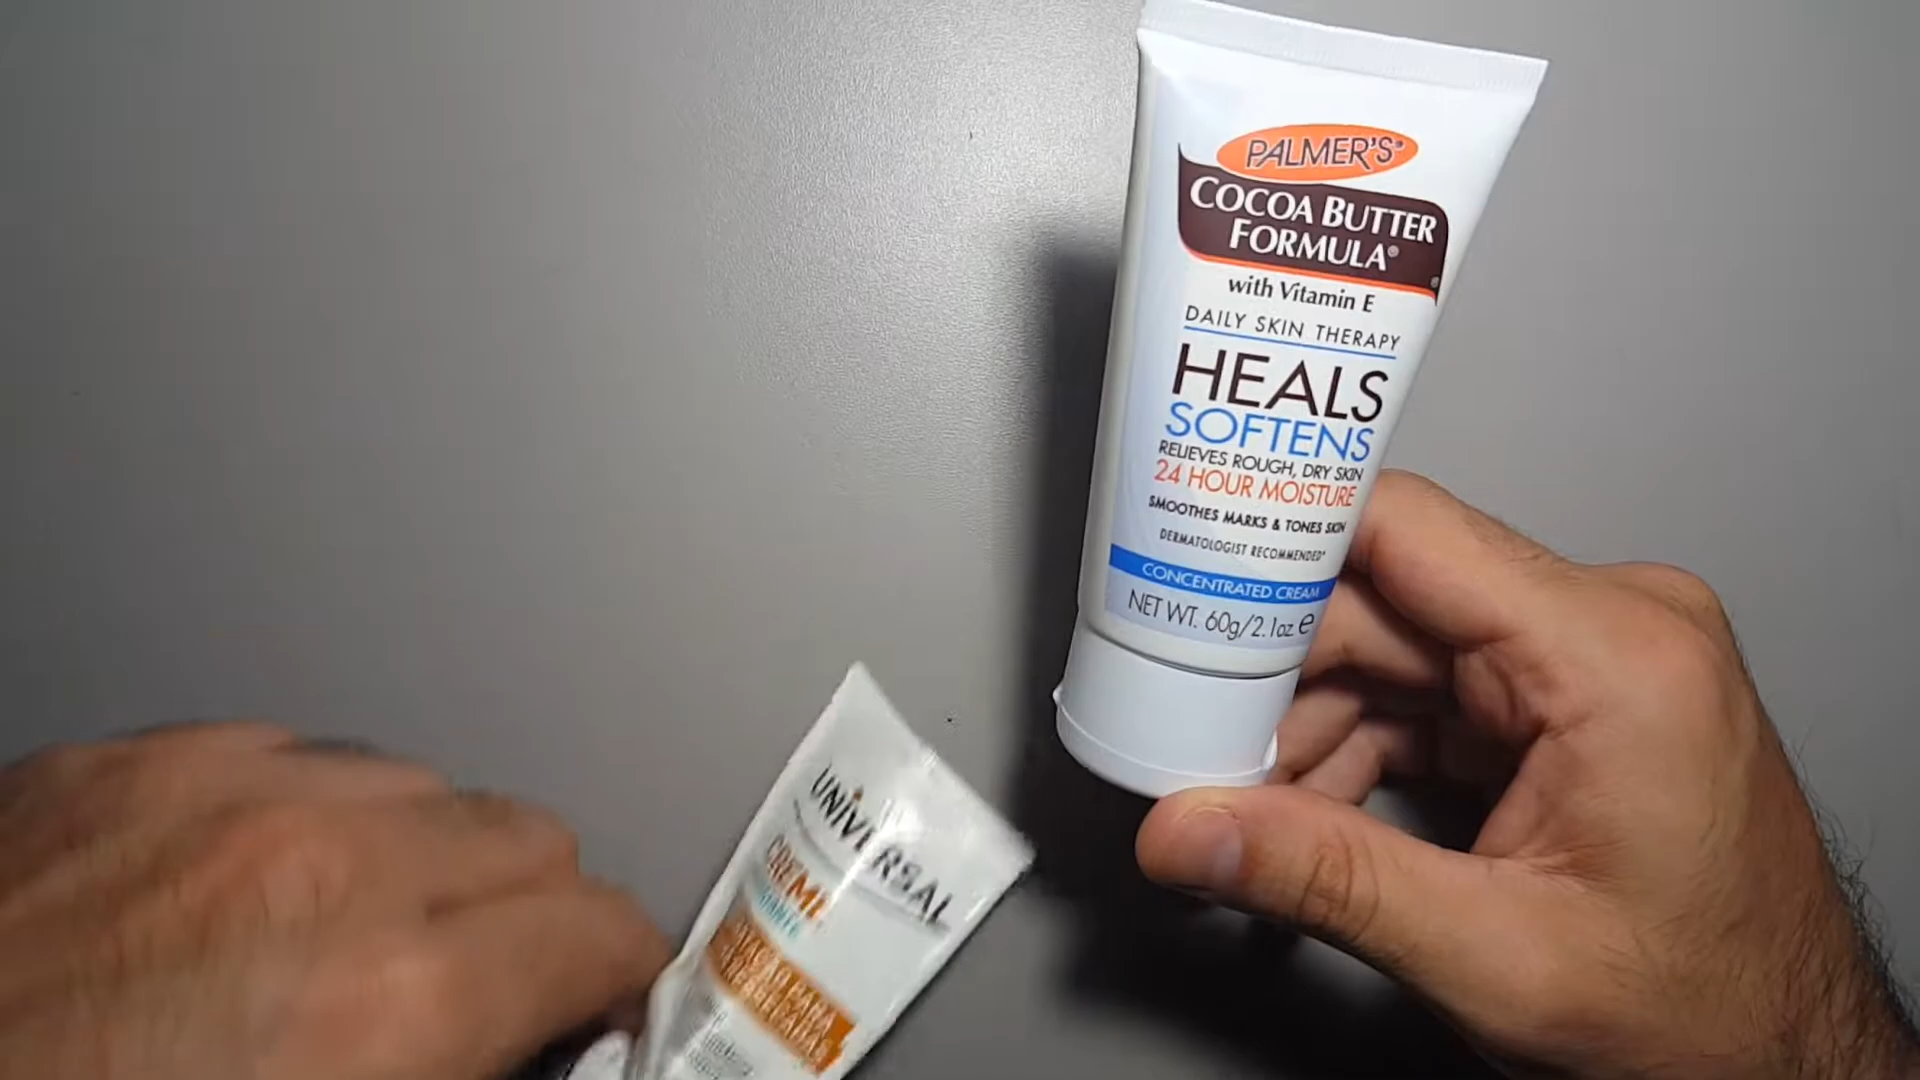 PALMER'S®
COCOA BUTTER
FORMULA®
with Vitamin E
DAILY SKIN THERAPY
HEALS
SOFTENS
RELIEVES ROUGH, DRY SKIN
24 HOUR MOISTURE
SMOOTHES MARKS & TONES SKIN
DERMATOLOGIST RECOMMENDED*
CONCENTRATED CREAM
NET WT. 60g/2.1oz. e
UNIVERSAL
CREME